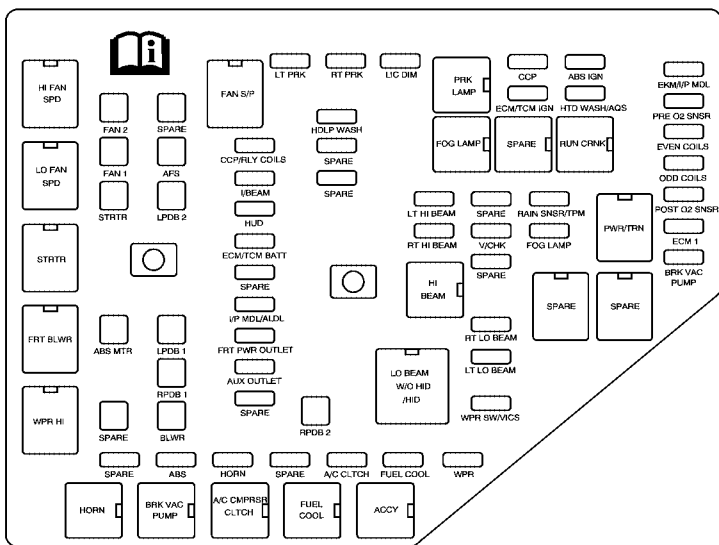 HI FAN
SPD
FAN 2
SPARE
FAN S/P
LT PRK
RT PRK
LIC DIM
PRK
LAMP
CCP
ABS IGN
EKM/I/P MDL
ECM/TCM IGN
HTD WASH/AQS
PRE O2 SNSR
HDLP WASH
LO FAN
SPD
FAN 1
AFS
CCP/RLY COILS
SPARE
FOG LAMP
SPARE
RUN CRNK
EVEN COILS
ODD COILS
STRTR
LPDB 2
I/BEAM
SPARE
LT HI BEAM
SPARE
RAIN SNSR/TPM
POST O2 SNSR
HUD
RT HI BEAM
V/CHK
FOG LAMP
PWR/TRN
ECM 1
STRTR
ECM/TCM BATT
SPARE
BRK VAC
PUMP
SPARE
HI
BEAM
SPARE
SPARE
I/P MDL/ALDL
FRT BLWR
ABS MTR
LPDB 1
FRT PWR OUTLET
RT LO BEAM
RPDB 1
AUX OUTLET
LO BEAM
W/O HID
/HID
LT LO BEAM
WPR HI
SPARE
BLWR
SPARE
RPDB 2
WPR SW/VICS
SPARE
ABS
HORN
SPARE
A/C CLTCH
FUEL COOL
WPR
HORN
BRK VAC
PUMP
A/C CMPRSR
CLTCH
FUEL
COOL
ACCY